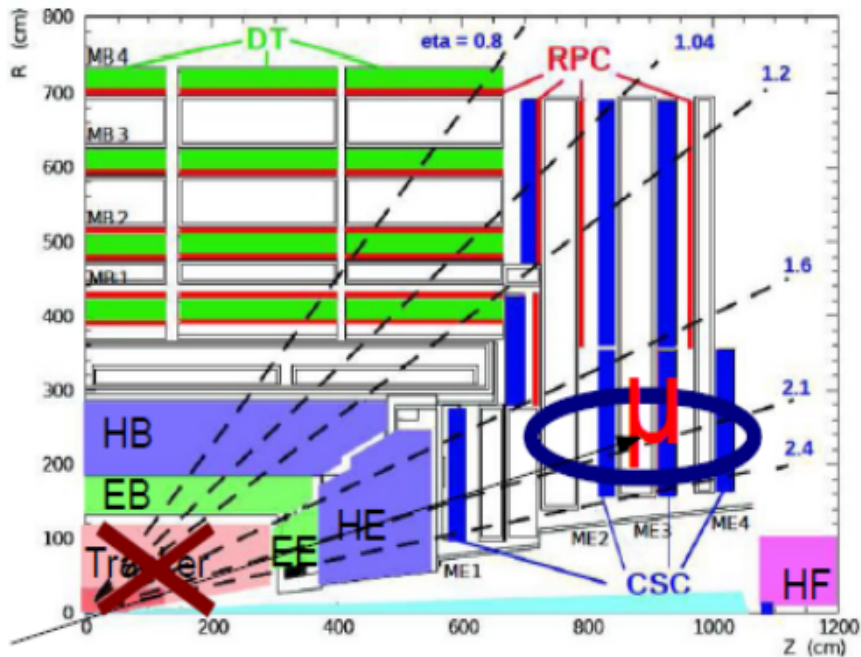 R (cm)
800
700
600
500
400
300
200
100
0
0
200
400
600
800
1000
1200
Z (cm)
DT
eta = 0.8
1.04
1.2
1.6
2.1
2.4
RPC
MB4
MB3
MB2
MB1
HB
EB
HE
EE
μ
ME1
ME2
ME3
ME4
CSC
HF